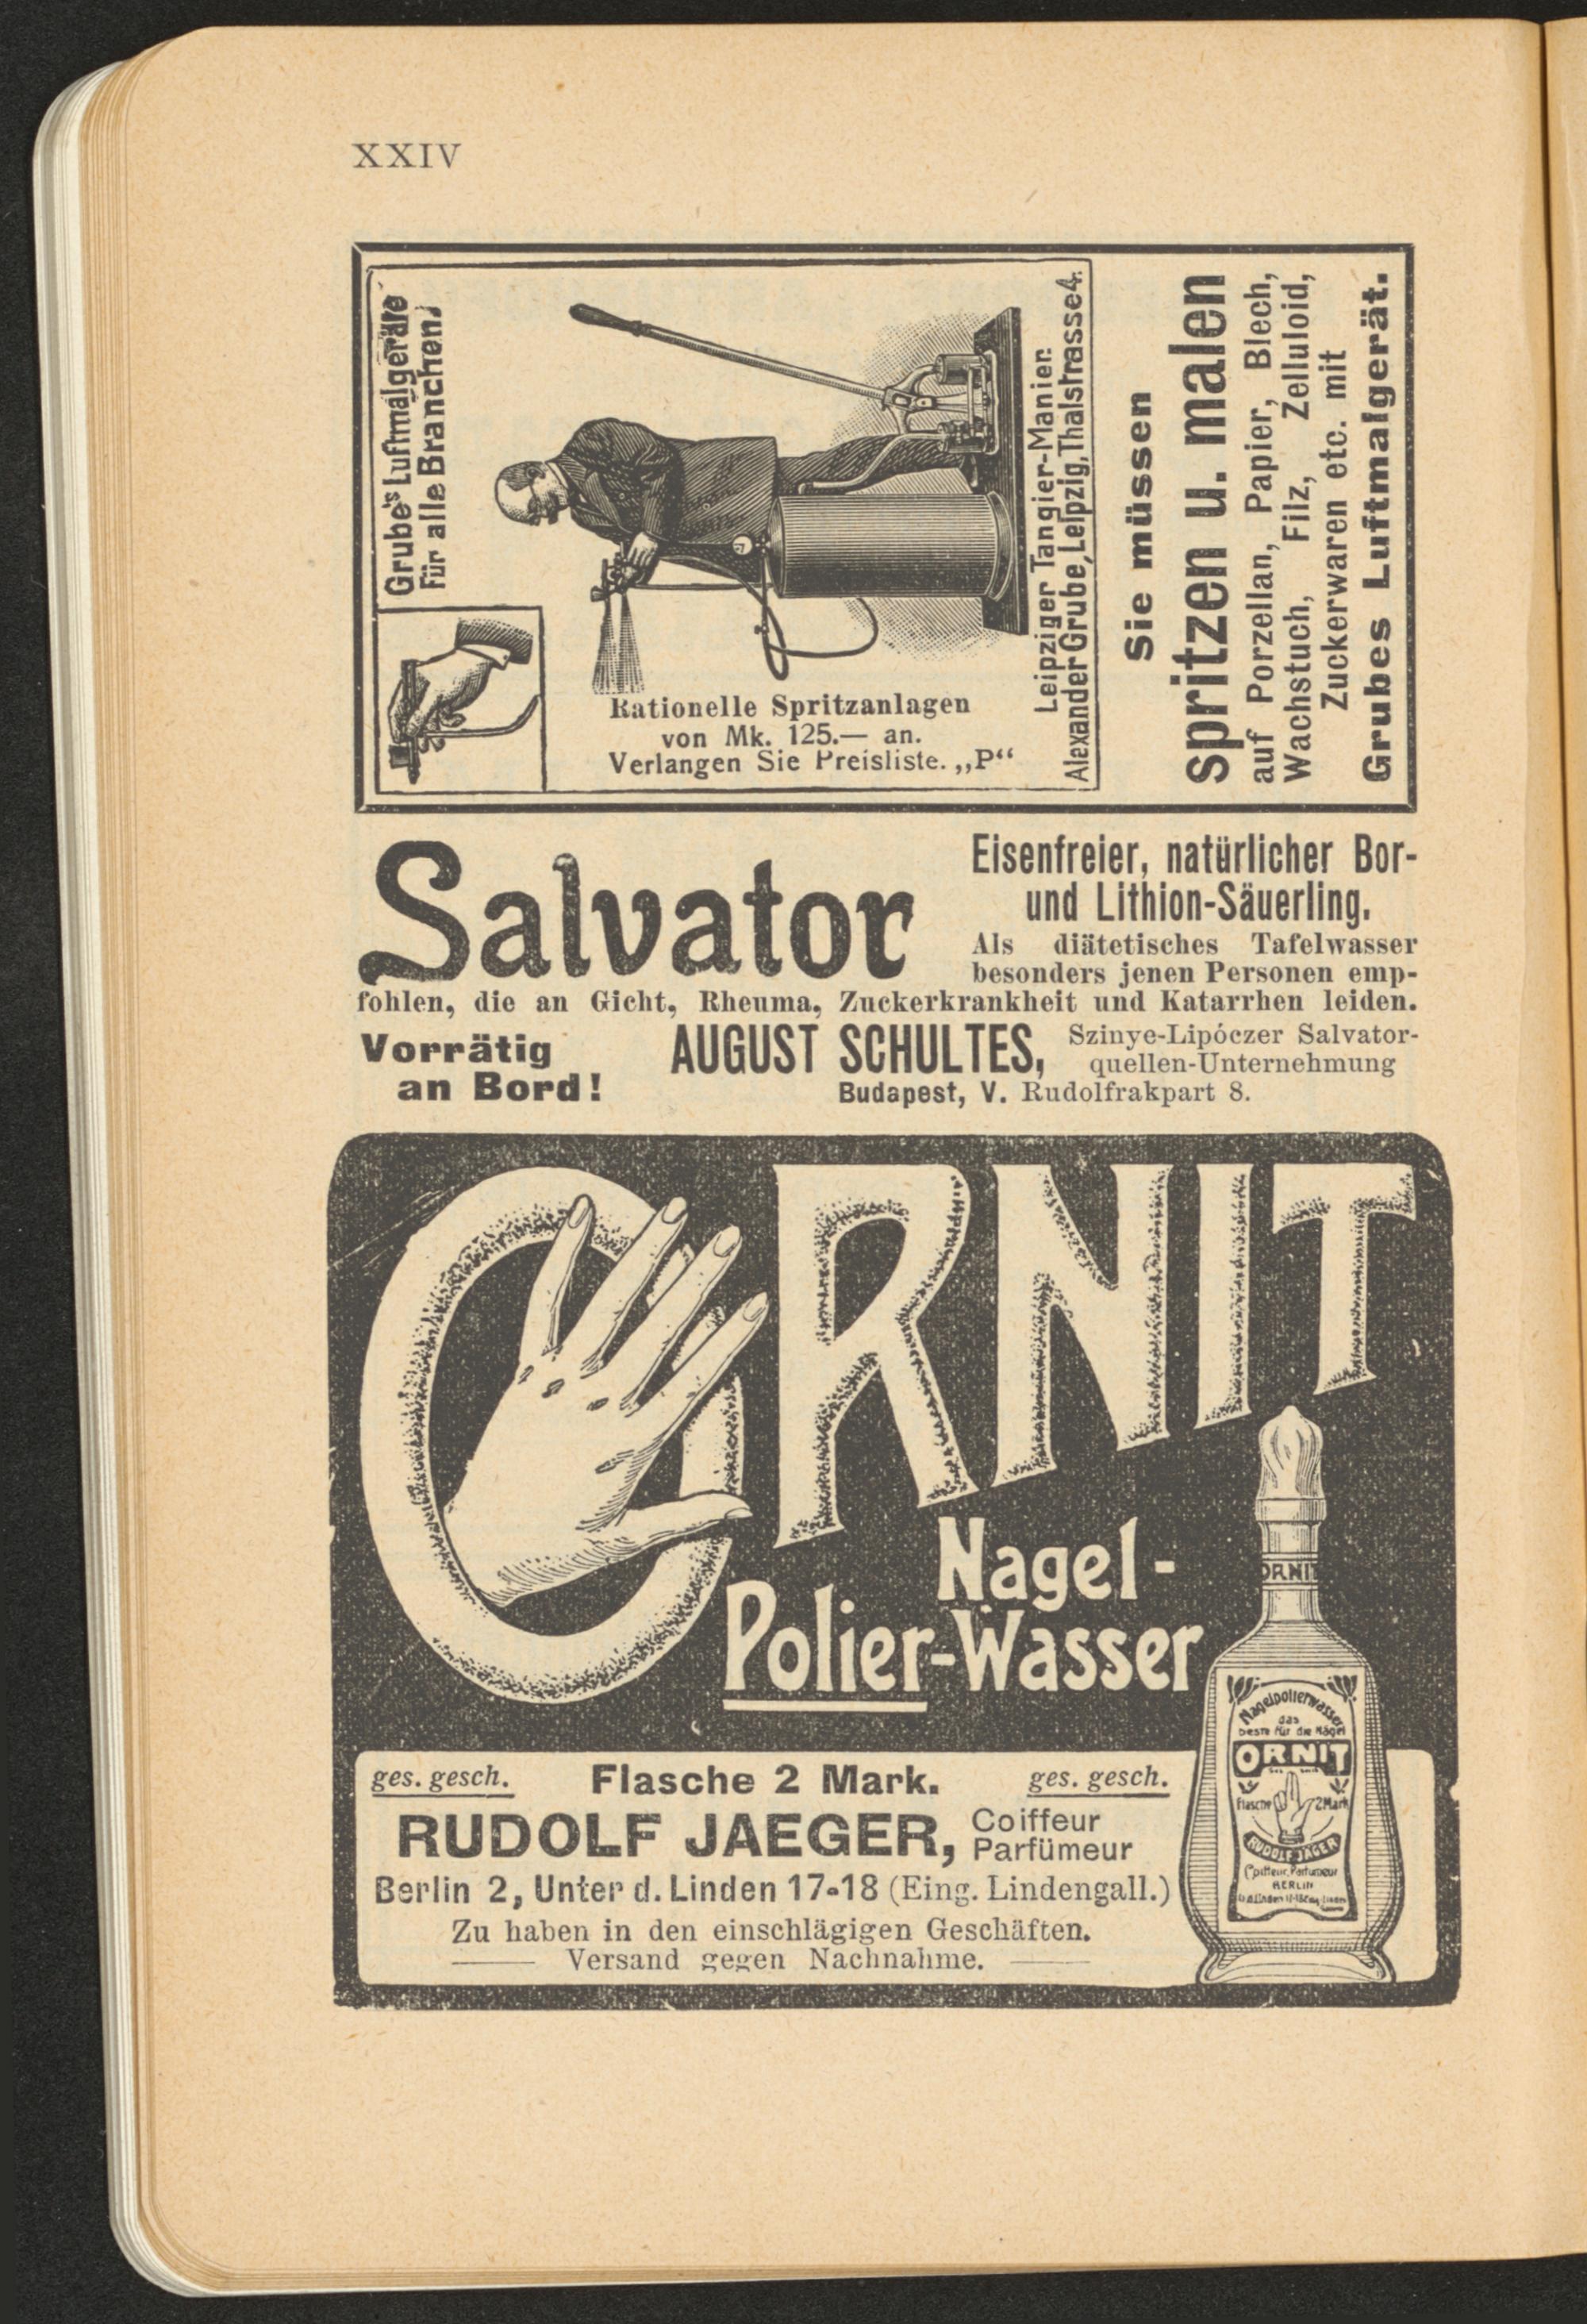 XXIV
Grube's Luftmalgeräte
Für alle Branchen!
Rationelle Spritzanlagen
von Mk. 125.— an.
Verlangen Sie Preisliste. „P“
Leipziger Tangier-Manier.
Alexander Grube, Leipzig, Thalstrasse 4.
Sie müssen
spritzen u. malen
auf Porzellan, Papier, Blech,
Wachstuch, Filz, Zelluloid,
Zuckerwaren etc. mit
Grubes Luftmalgerät.
Salvator
Eisenfreier, natürlicher Bor-
und Lithion-Säuerling.
Als diätetisches Tafelwasser
besonders jenen Personen emp-
fohlen, die an Gicht, Rheuma, Zuckerkrankheit und Katarrhen leiden.
Vorrätig
an Bord!
AUGUST SCHULTES,
Szinye-Lipóczer Salvator-
quellen-Unternehmung
Budapest, V. Rudolfrakpart 8.
ORNIT
Nagel-
Polier-Wasser
ORNIT
Nagelpolierwasser
das
beste für die Nägel
ORNIT
Flasche 2 Mark
RUDOLF JÄGER
Coiffeur, Parfumeur
BERLIN
ges. gesch. Flasche 2 Mark. ges. gesch.
RUDOLF JAEGER, Coiffeur
Parfümeur
Berlin 2, Unter d. Linden 17-18 (Eing. Lindengall.)
Zu haben in den einschlägigen Geschäften.
Versand gegen Nachnahme.